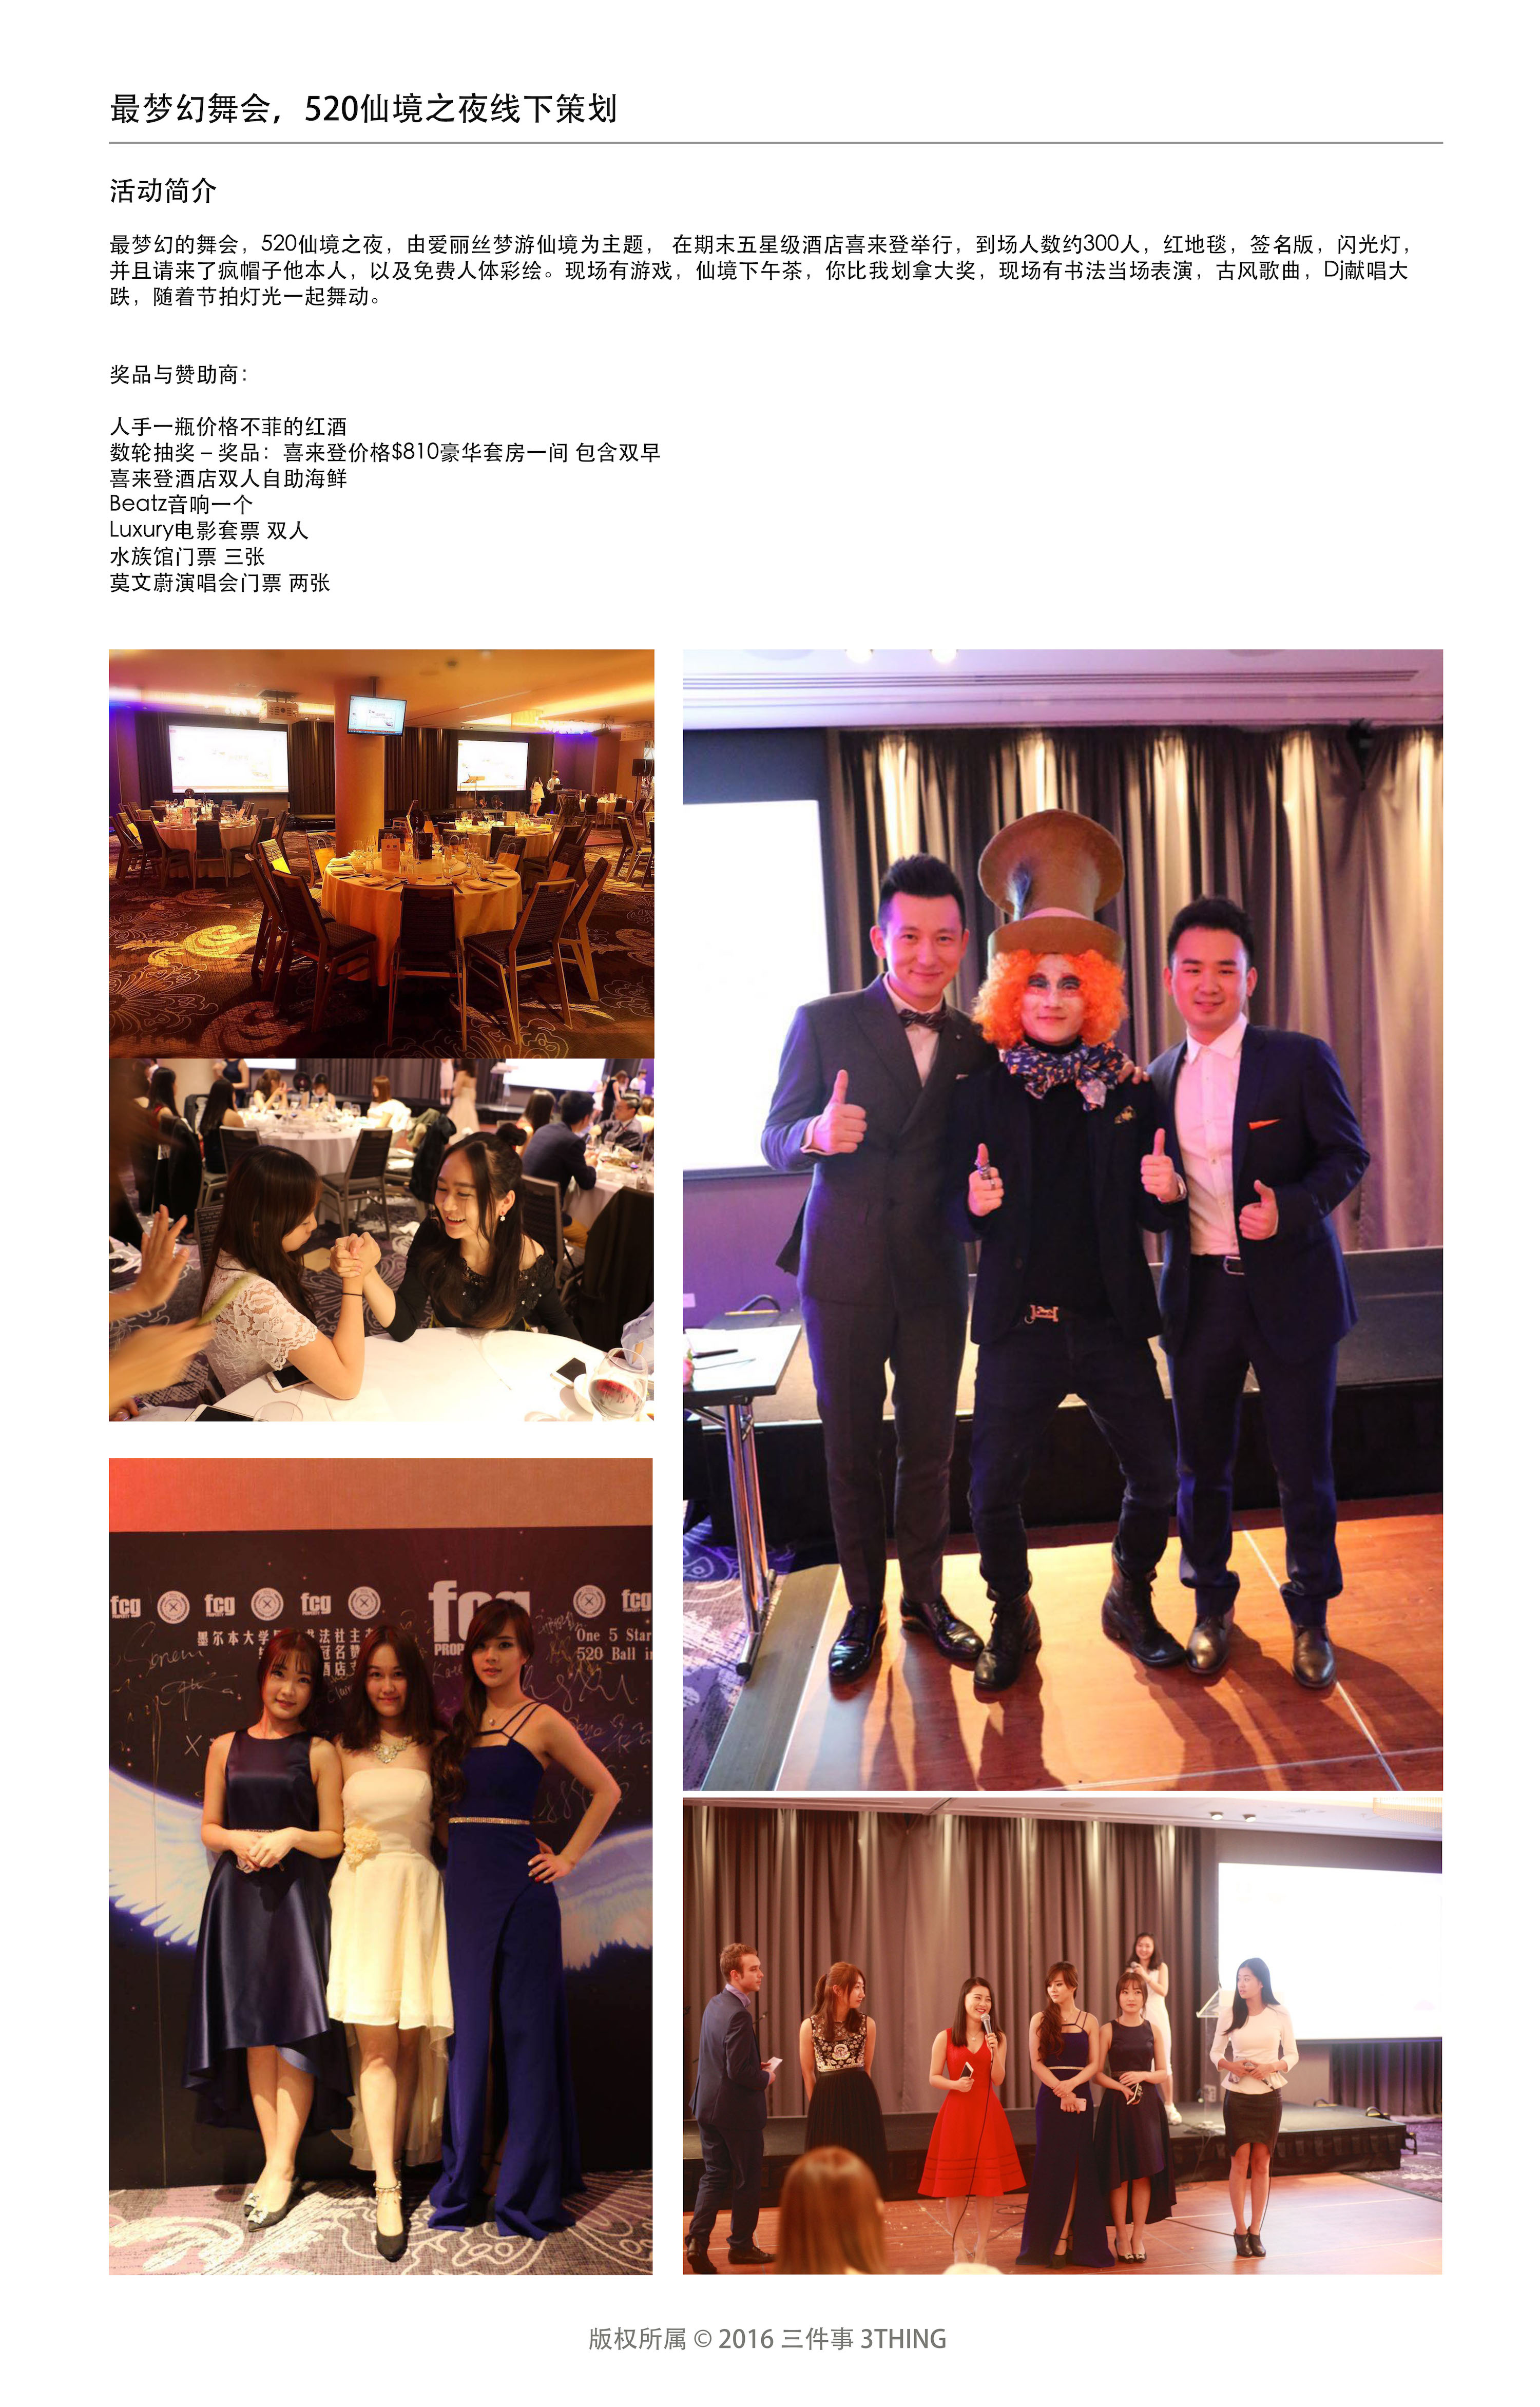 最梦幻舞会，520仙境之夜线下策划
活动简介
最梦幻的舞会，520仙境之夜，由爱丽丝梦游仙境为主题， 在期末五星级酒店喜来登举行，到场人数约300人，红地毯，签名版，闪光灯，
并且请来了疯帽子他本人，以及免费人体彩绘。现场有游戏，仙境下午茶，你比我划拿大奖，现场有书法当场表演，古风歌曲，Dj献唱大
跌，随着节拍灯光一起舞动。
奖品与赞助商：
人手一瓶价格不菲的红酒
数轮抽奖 – 奖品：喜来登价格$810豪华套房一间 包含双早
喜来登酒店双人自助海鲜
Beatz音响一个
Luxury电影套票 双人
水族馆门票 三张
莫文蔚演唱会门票 两张
fcg
fcg
fcg
fcg
fcg
墨尔本大学
法社主
One 5 Star
冠名赞
520 Ball
酒店
版权所属 © 2016 三件事 3THING